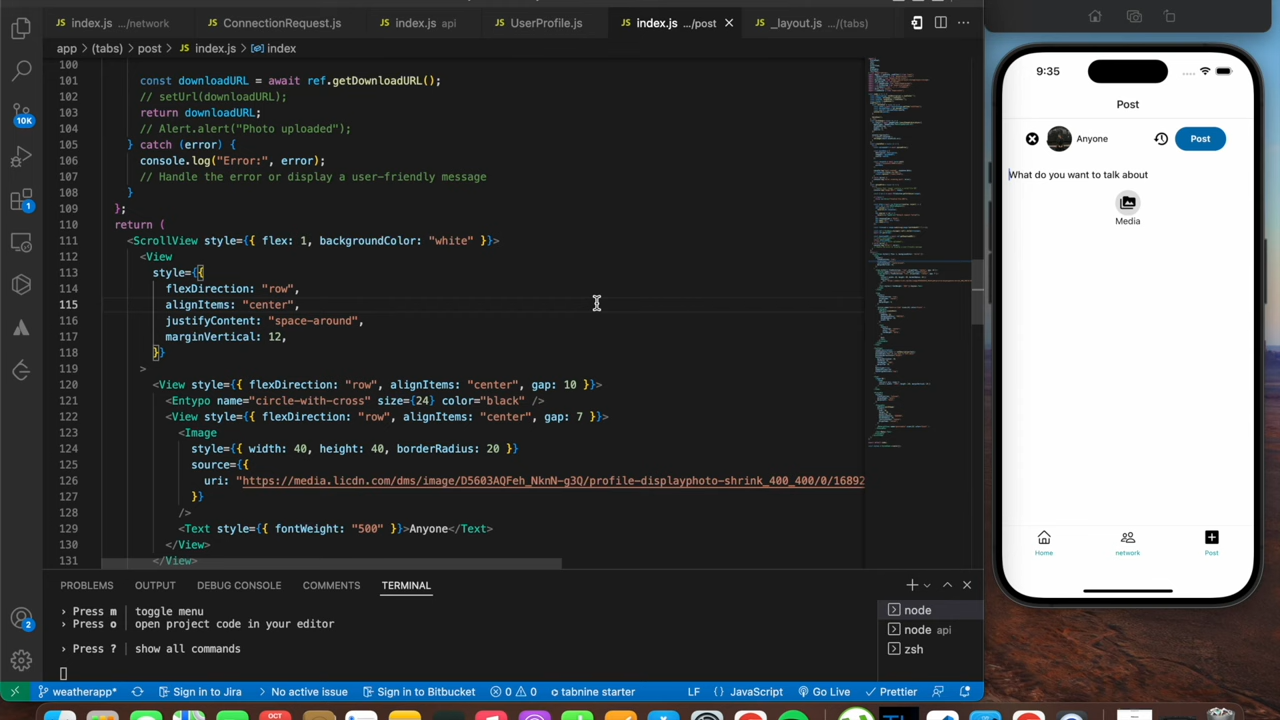 index.js .../network
ConnectionRequest.js
index.js api
UserProfile.js
index.js .../post
_layout.js .../(tabs)
app > (tabs) > post > index.js > index
100
101 const downloadURL = await ref.getDownloadURL();
102 // setUrl(downloadURL);
103 return downloadURL;
104 // Alert.alert("Photo uploaded");
105 } catch (error) {
106 console.log("Error:", error);
107 // Handle the error or display a user-friendly message
108 }
109 };
110 return (
111 <ScrollView style={{ flex: 1, backgroundColor: "white" }}>
112 <View
113 style={{
114 flexDirection: "row",
115 alignItems: "center",
116 justifyContent: "space-around",
117 marginVertical: 12,
118 }}
119 >
120 <View style={{ flexDirection: "row", alignItems: "center", gap: 10 }}>
121 <Entypo name="circle-with-cross" size={24} color="black" />
122 <View style={{ flexDirection: "row", alignItems: "center", gap: 7 }}>
123 <Image
124 style={{ width: 40, height: 40, borderRadius: 20 }}
125 source={{
126 uri: "https://media.licdn.com/dms/image/D5603AQFeh_NknN-g3Q/profile-displayphoto-shrink_400_400/0/16892
127 }}
128 />
129 <Text style={{ fontWeight: "500" }}>Anyone</Text>
130 </View>
131 </View>
10K
1
2
PROBLEMS OUTPUT DEBUG CONSOLE COMMENTS TERMINAL
› Press m | toggle menu
› Press o | open project code in your editor
› Press ? | show all commands
node
node api
zsh
weatherapp* Sign in to Jira No active issue Sign in to Bitbucket 0 0 tabnine starter LF {} JavaScript Go Live Prettier
OCT
9:35
Post
Anyone
Post
What do you want to talk about
Media
Home
network
Post